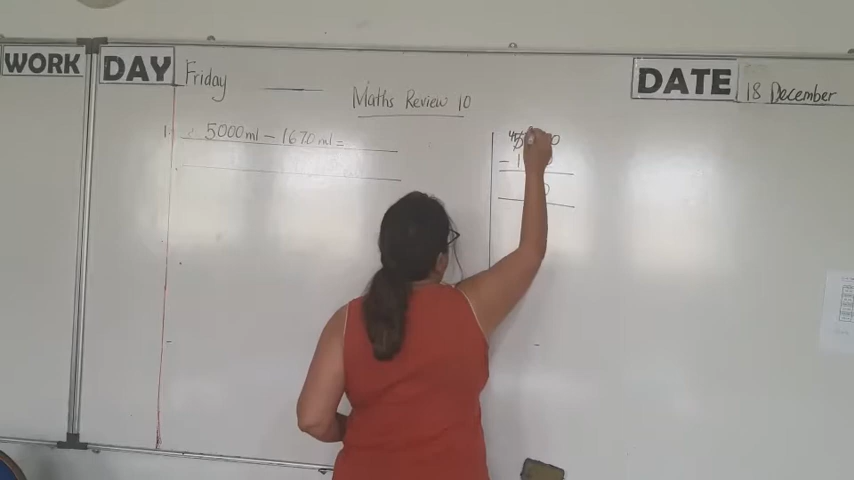 WORK DAY Friday DATE 18 December
Maths Review 10
1. 5000ml - 1670ml =